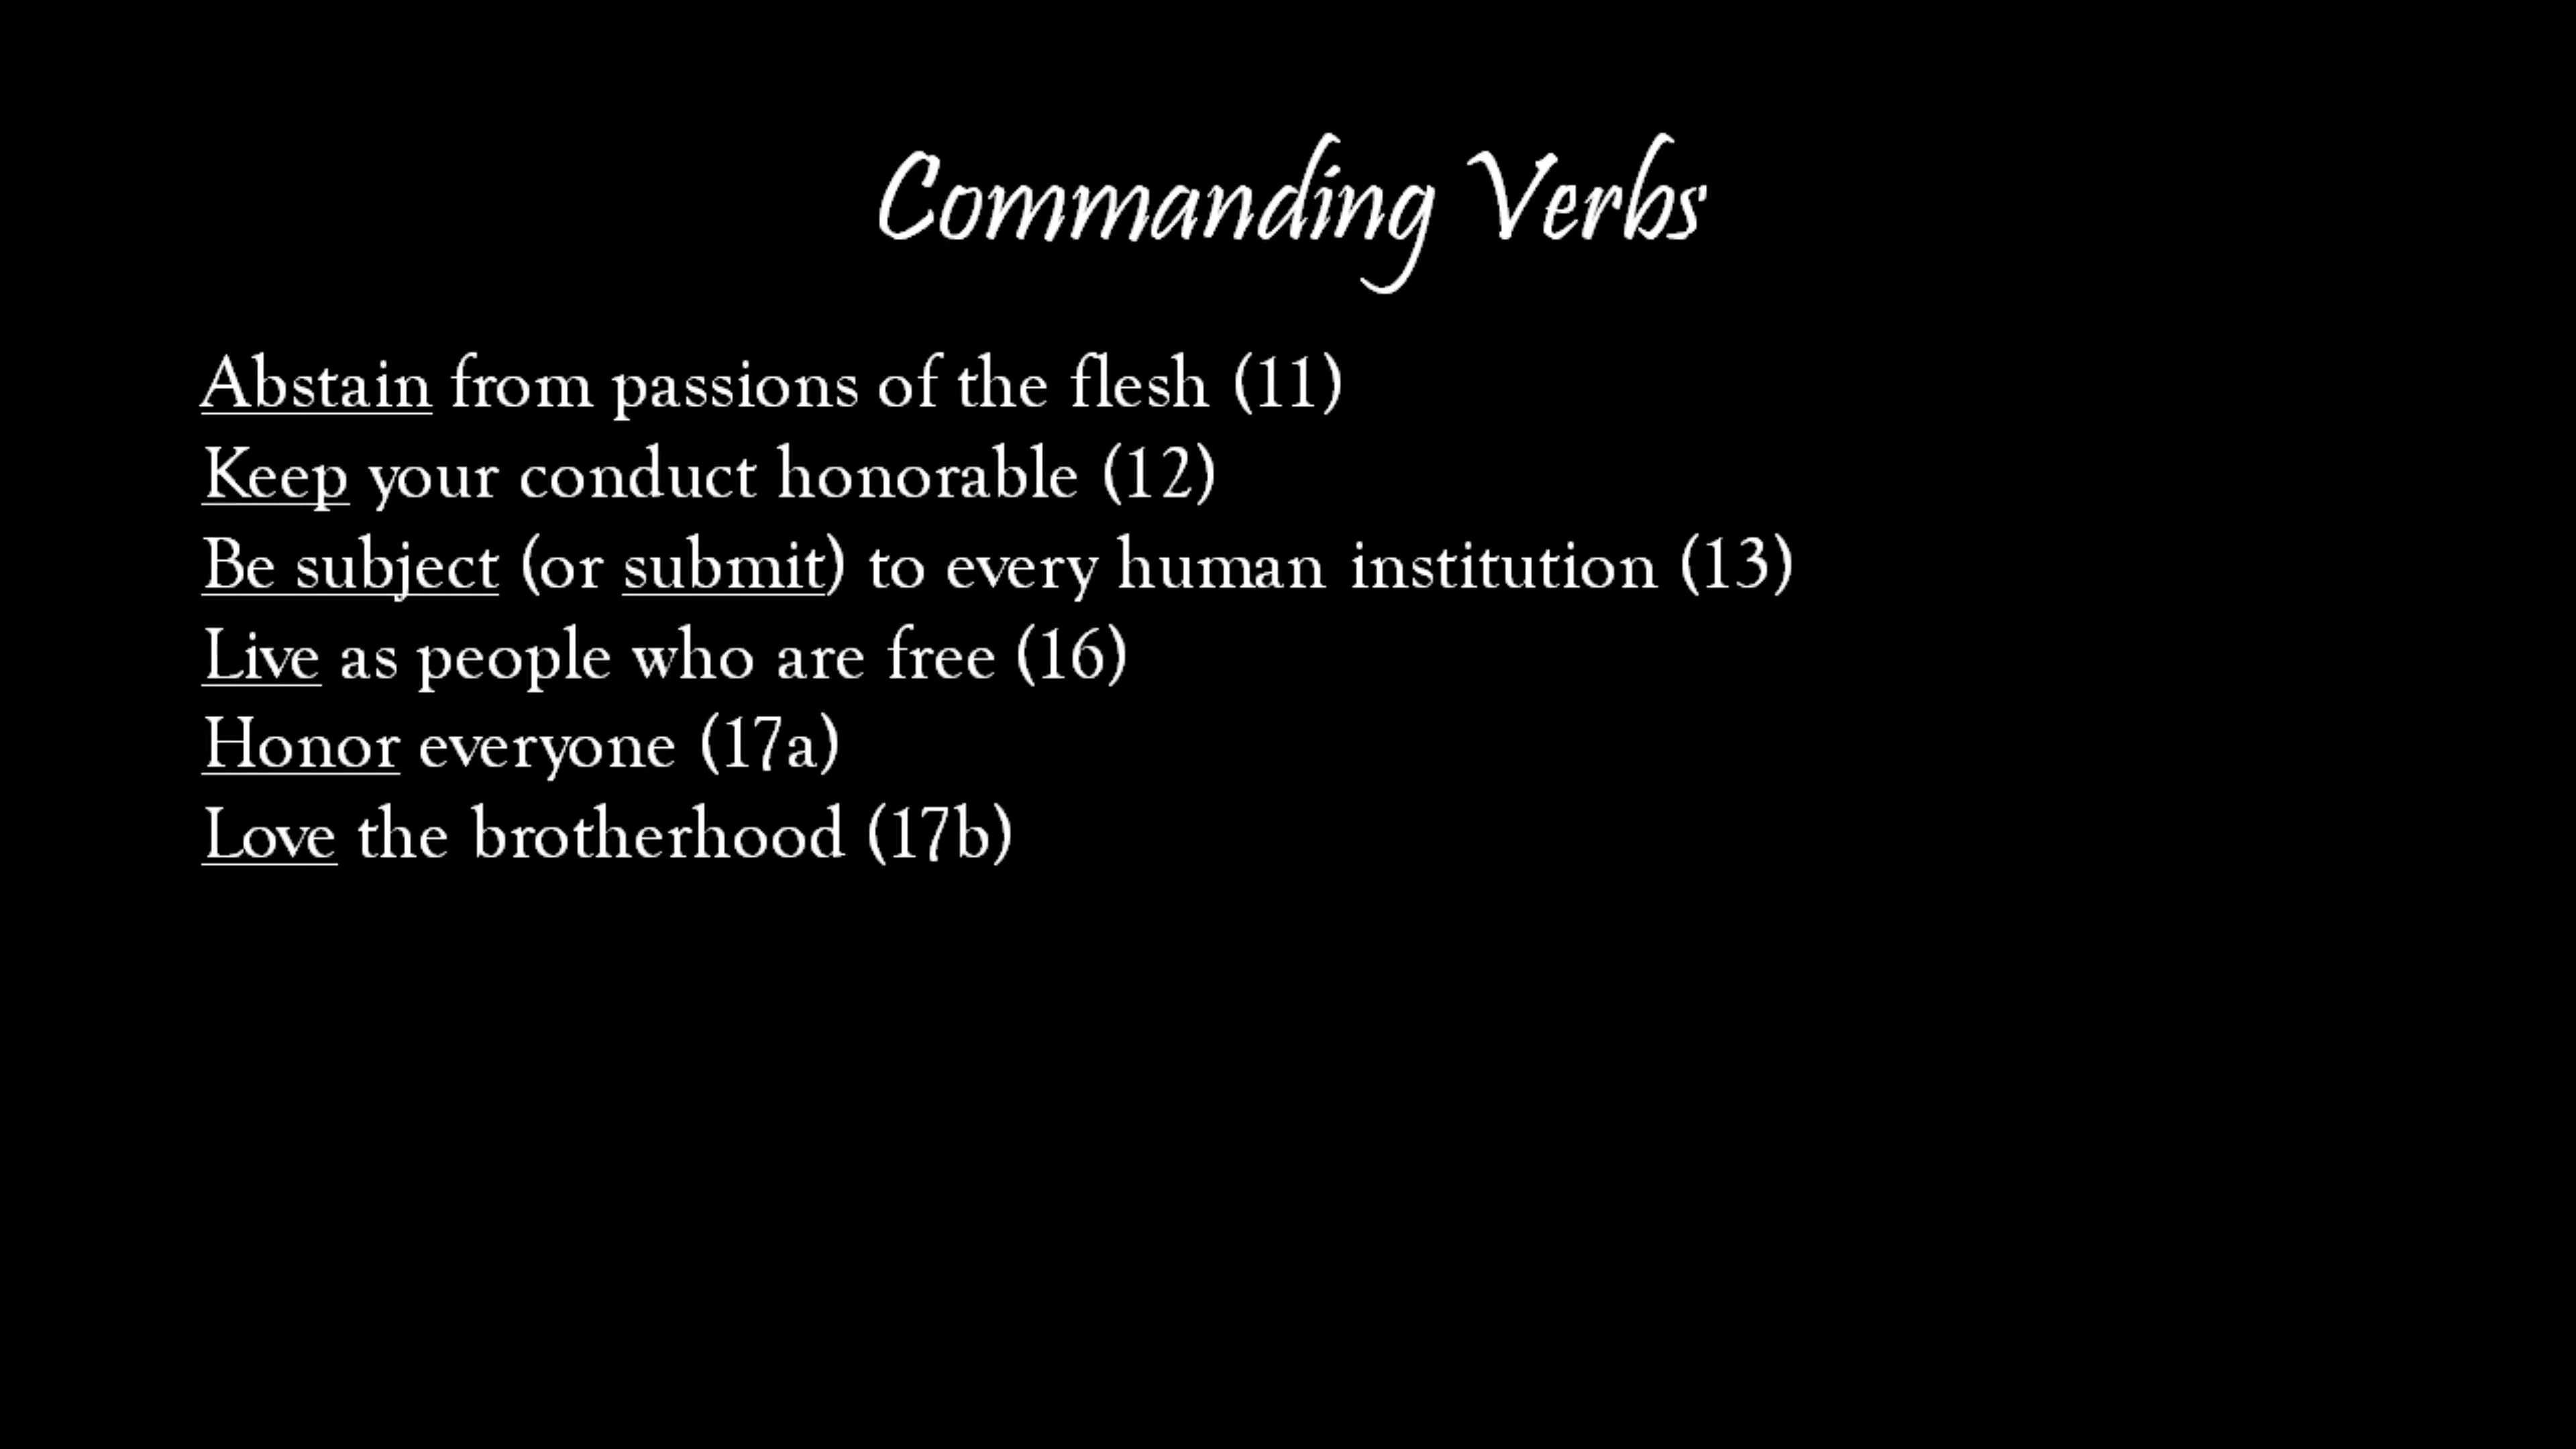 Commanding Verbs
Abstain from passions of the flesh (11)
Keep your conduct honorable (12)
Be subject (or submit) to every human institution (13)
Live as people who are free (16)
Honor everyone (17a)
Love the brotherhood (17b)